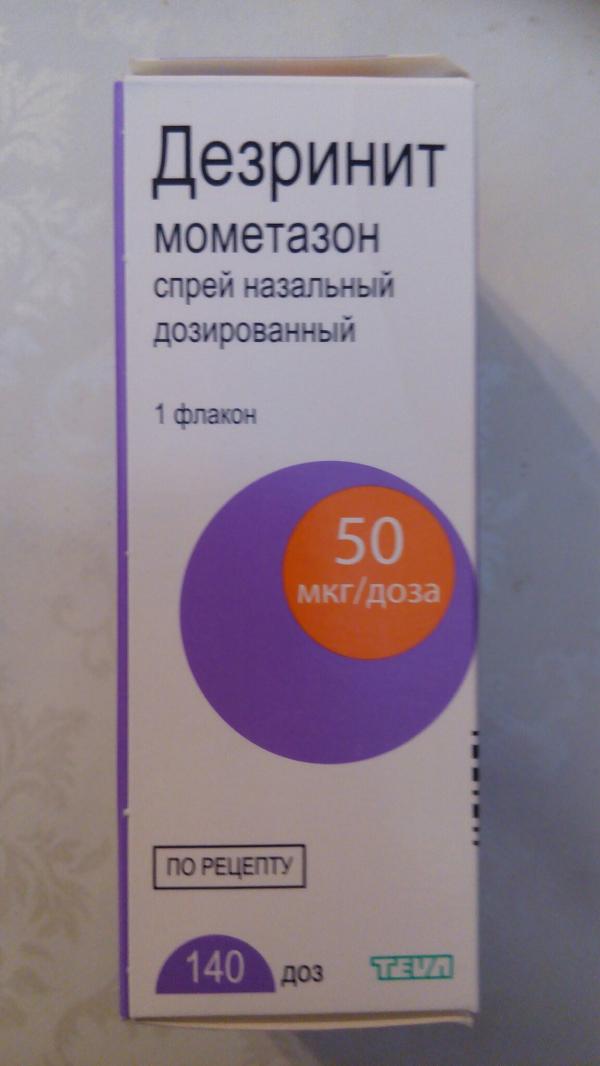 Дезринит
мометазон
спрей назальный
дозированный
1 флакон
50
мкг/доза
ПО РЕЦЕПТУ
140 доз
TEVA